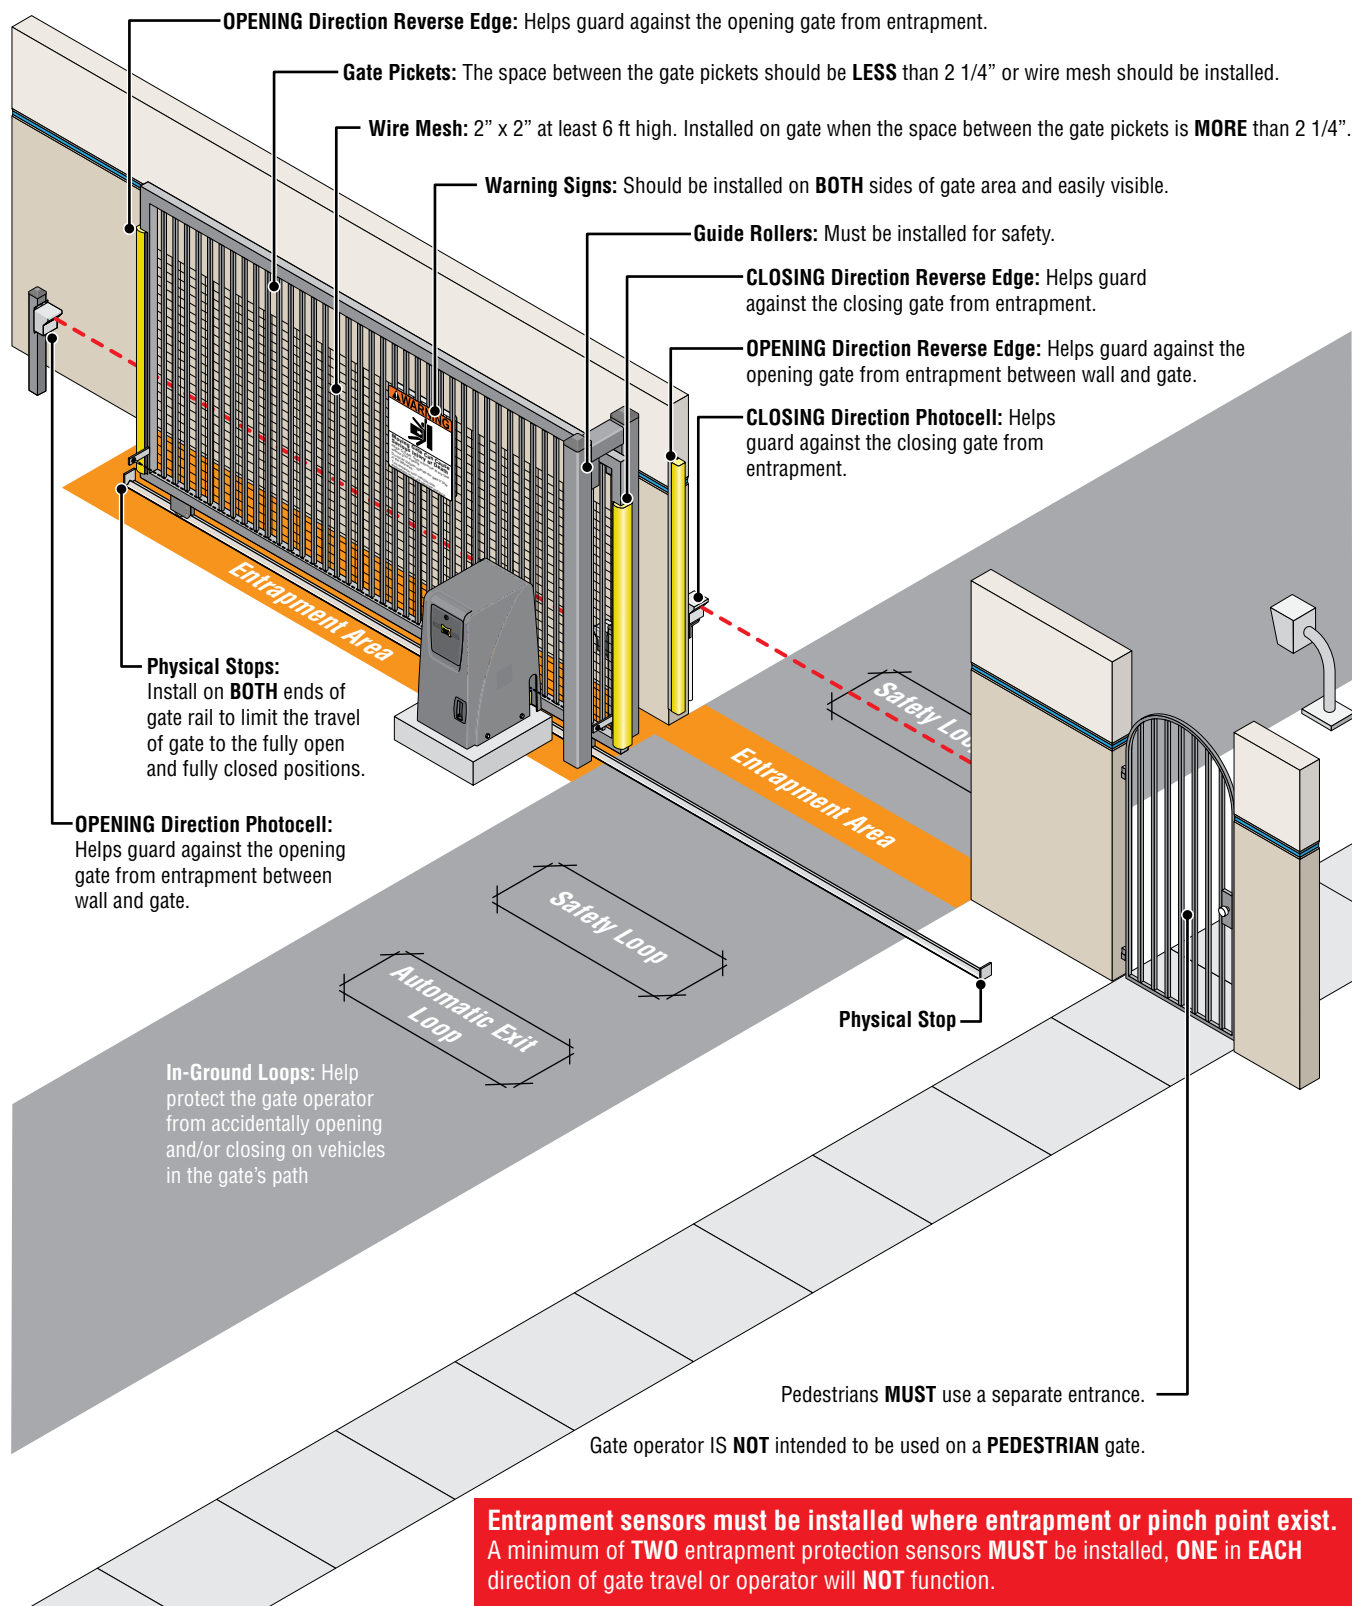 OPENING Direction Reverse Edge: Helps guard against the opening gate from entrapment.
Gate Pickets: The space between the gate pickets should be LESS than 2 1/4” or wire mesh should be installed.
Wire Mesh: 2” x 2” at least 6 ft high. Installed on gate when the space between the gate pickets is MORE than 2 1/4”.
Warning Signs: Should be installed on BOTH sides of gate area and easily visible.
Guide Rollers: Must be installed for safety.
CLOSING Direction Reverse Edge: Helps guard
against the closing gate from entrapment.
OPENING Direction Reverse Edge: Helps guard against the
opening gate from entrapment between wall and gate.
CLOSING Direction Photocell: Helps
guard against the closing gate from
entrapment.
WARNING
Entrapment Area
Physical Stops:
Install on BOTH ends of
gate rail to limit the travel
of gate to the fully open
and fully closed positions.
Safety Loop
Entrapment Area
OPENING Direction Photocell:
Helps guard against the opening
gate from entrapment between
wall and gate.
Safety Loop
Automatic Exit
Loop
Physical Stop
In-Ground Loops: Help
protect the gate operator
from accidentally opening
and/or closing on vehicles
in the gate’s path
Pedestrians MUST use a separate entrance.
Gate operator IS NOT intended to be used on a PEDESTRIAN gate.
Entrapment sensors must be installed where entrapment or pinch point exist.
A minimum of TWO entrapment protection sensors MUST be installed, ONE in EACH
direction of gate travel or operator will NOT function.